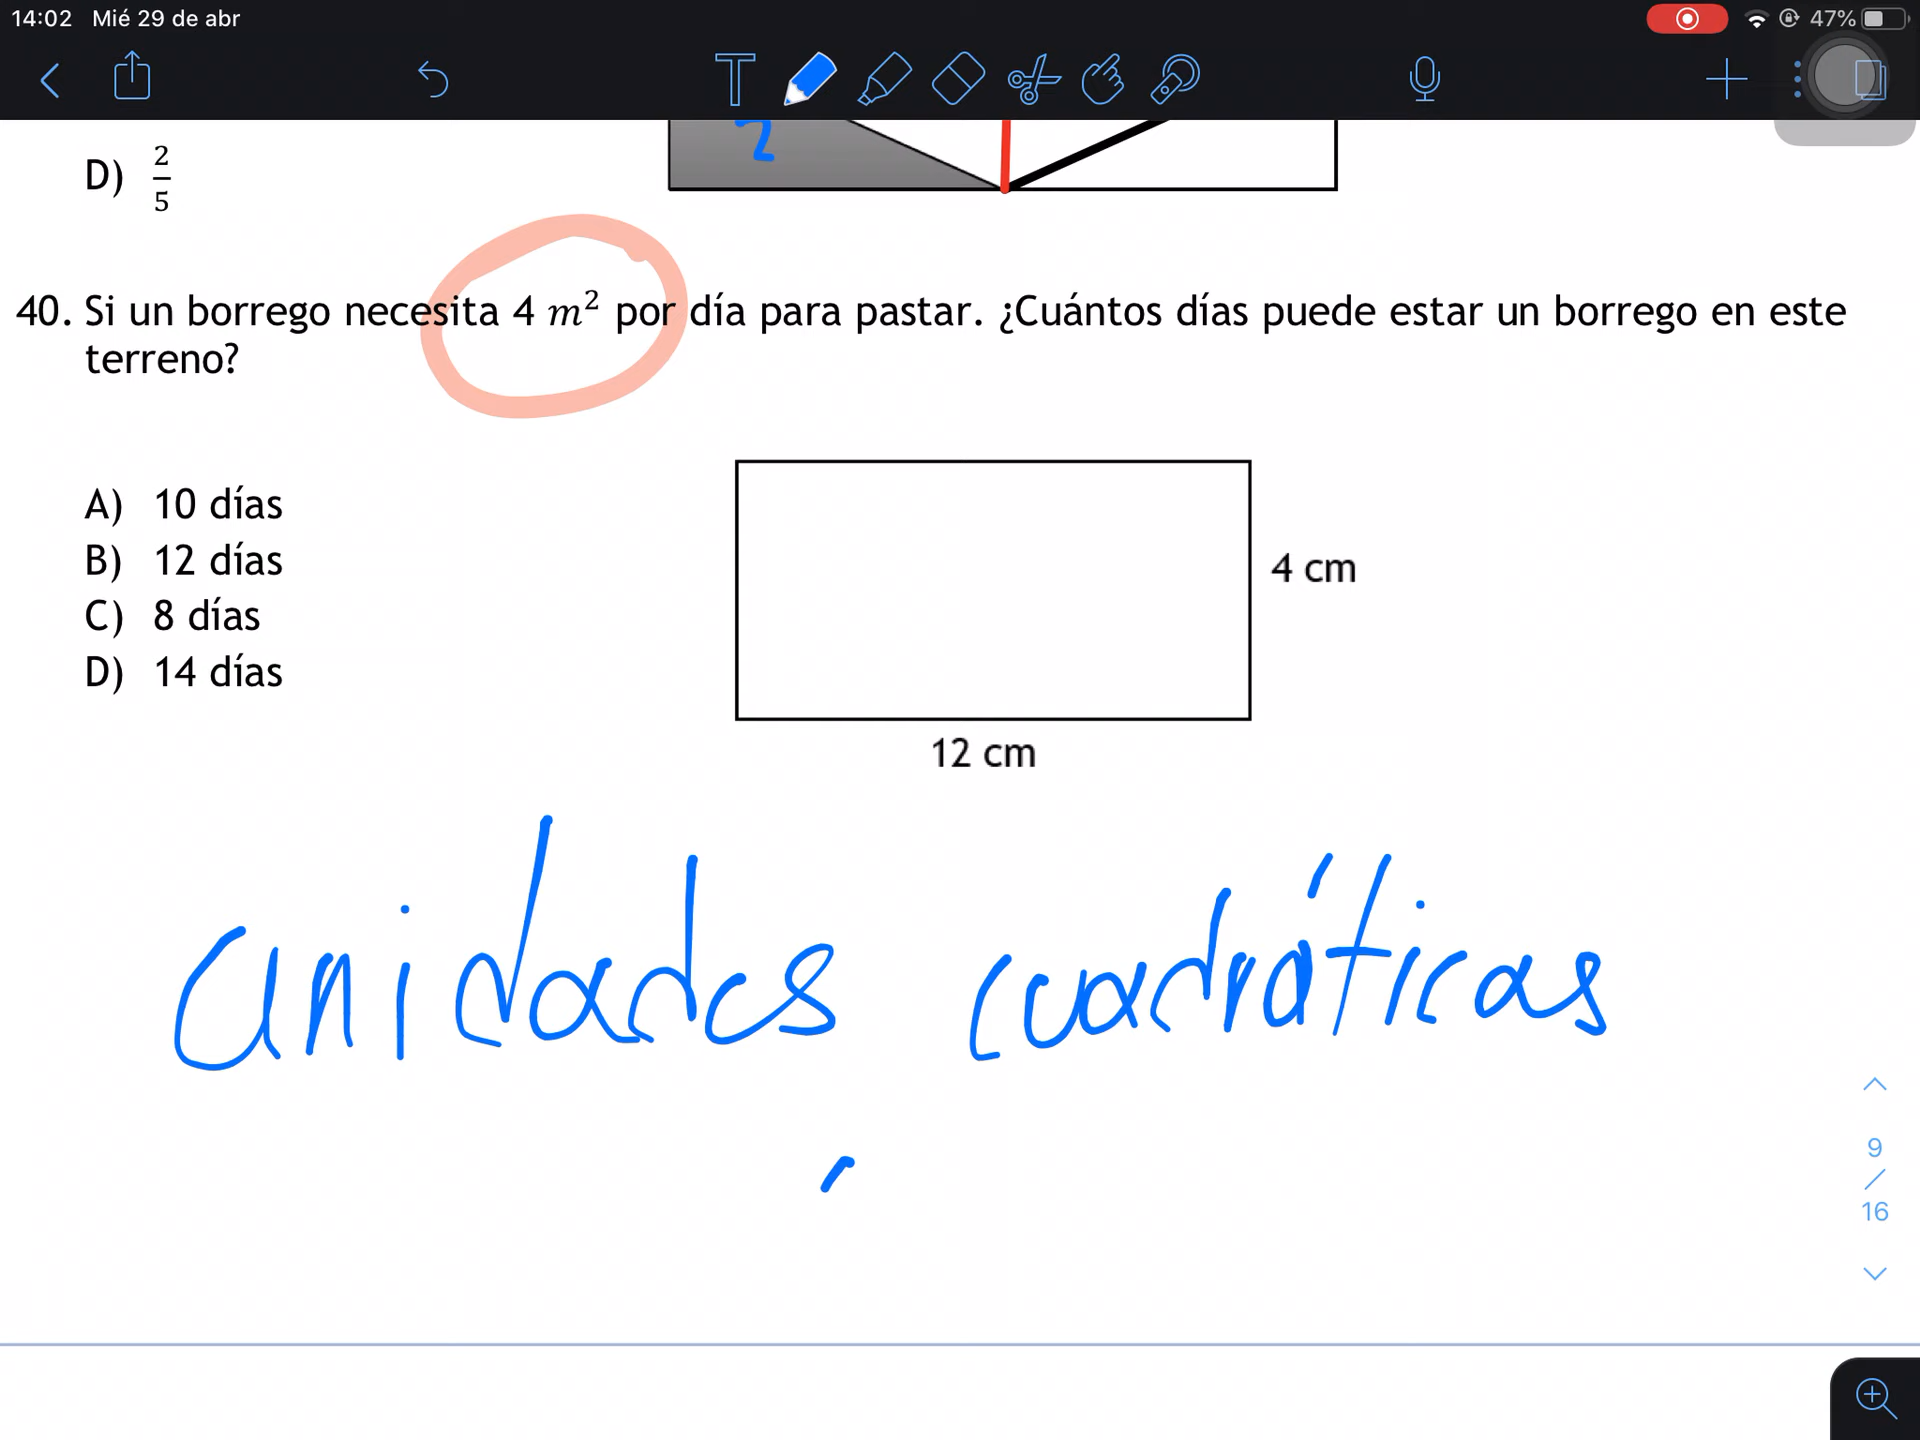 14:02 Mié 29 de abr 47%
2
D) 2/5
40. Si un borrego necesita 4 m² por día para pastar. ¿Cuántos días puede estar un borrego en este
terreno?
A) 10 días
B) 12 días
C) 8 días
D) 14 días
4 cm
12 cm
unidades cuadráticas
9
/
16